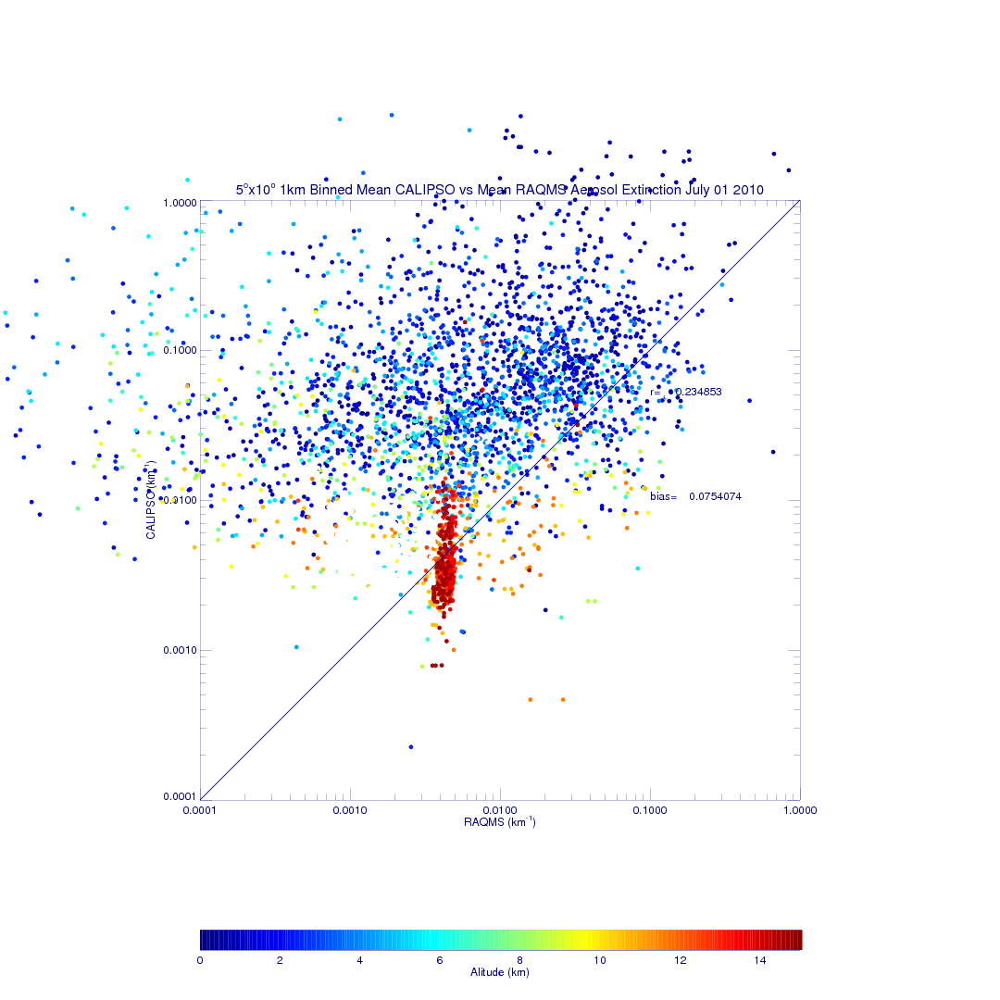 5°x10° 1km Binned Mean CALIPSO vs Mean RAQMS Aerosol Extinction July 01 2010
1.0000
0.1000
r= 0.234853
CALIPSO (km⁻¹)
0.0100
bias= 0.0754074
0.0010
0.0001
0.0001 0.0010 0.0100 0.1000 1.0000
RAQMS (km⁻¹)
0 2 4 6 8 10 12 14
Alitude (km)